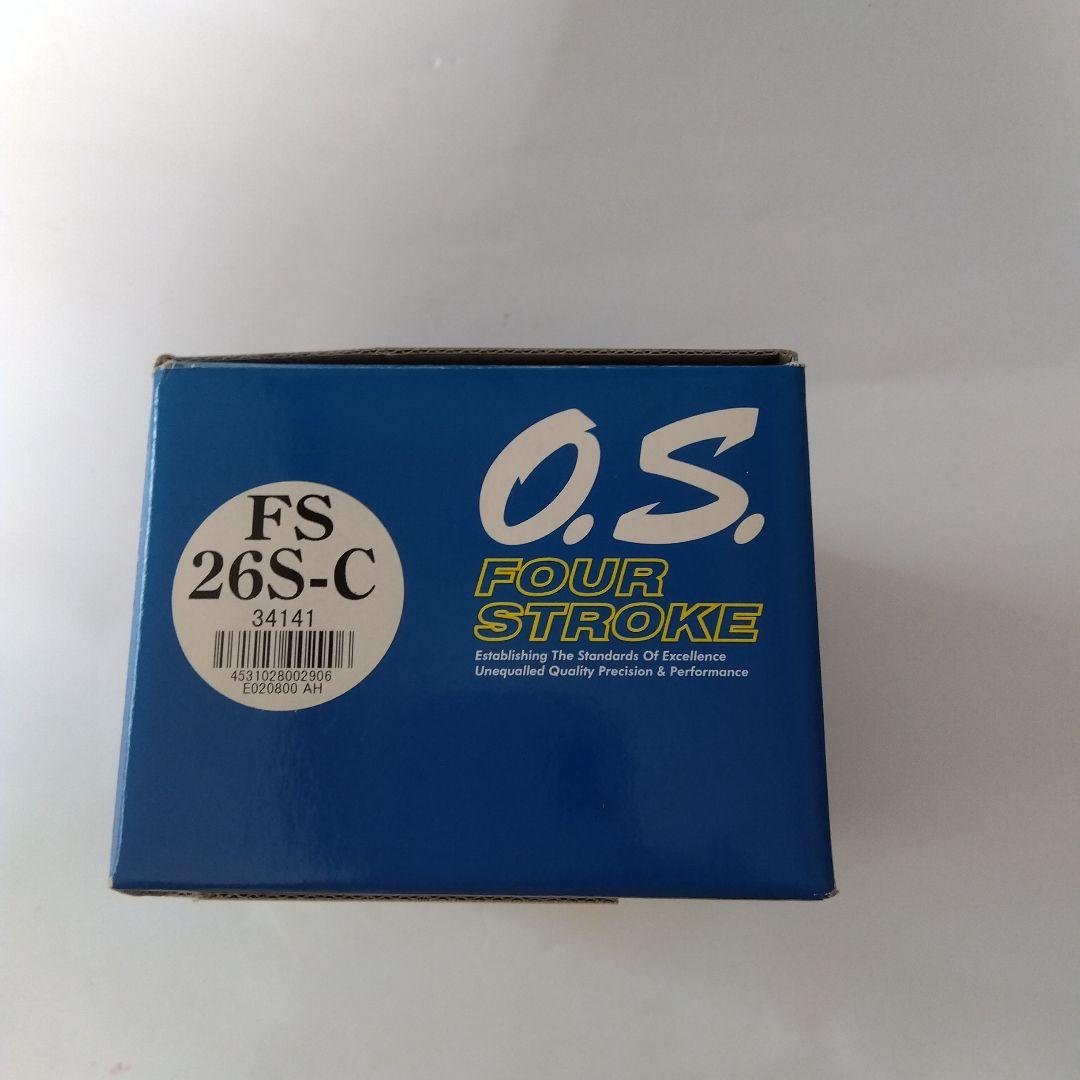 FS
26S-C
34141
4531028002906
E020800 AH
O.S.
FOUR
STROKE
Establishing The Standards Of Excellence
Unequalled Quality Precision & Performance